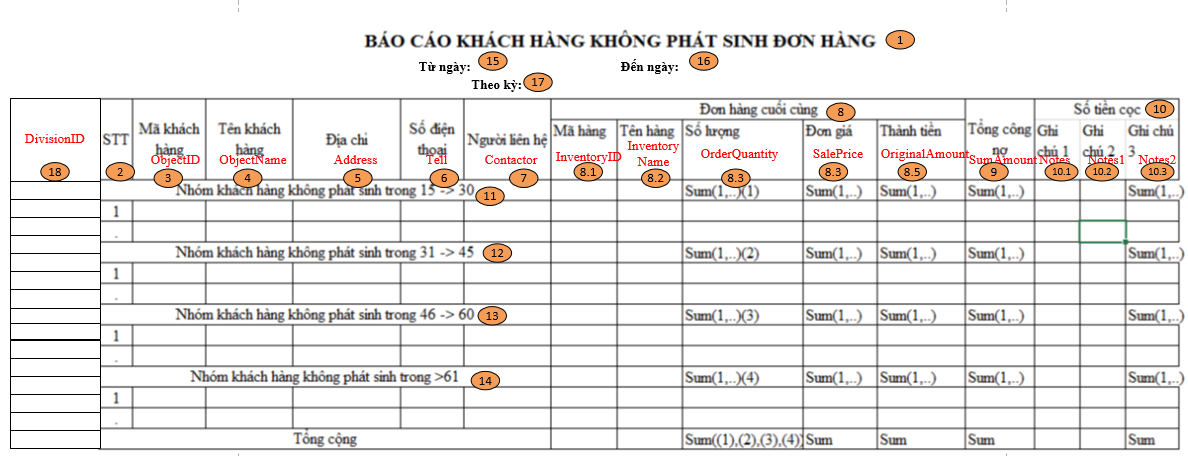 BÁO CÁO KHÁCH HÀNG KHÔNG PHÁT SINH ĐƠN HÀNG 1
Từ ngày: 15 Đến ngày: 16
Theo kỳ: 17
Đơn hàng cuối cùng 8 Số tiền cọc 10
DivisionID STT Mã khách hàng Tên khách hàng Địa chỉ Số điện thoại Người liên hệ Mã hàng Tên hàng Số lượng Đơn giá Thành tiền Tổng công nợ Ghi chú 1 Ghi chú 2 Ghi chú 3
ObjectID ObjectName Address Tell Contactor InventoryID Inventory Name OrderQuantity SalePrice OriginalAmount SumAmount Notes Notes1 Notes2
18 2 3 4 5 6 7 8.1 8.2 8.3 8.3 8.5 9 10.1 10.2 10.3
Nhóm khách hàng không phát sinh trong 15 -> 30 11 Sum(1,..)(1) Sum(1,..) Sum(1,..) Sum(1,..) Sum(1,..)
1
.
Nhóm khách hàng không phát sinh trong 31 -> 45 12 Sum(1,..)(2) Sum(1,..) Sum(1,..) Sum(1,..) Sum(1,..)
1
.
Nhóm khách hàng không phát sinh trong 46 -> 60 13 Sum(1,..)(3) Sum(1,..) Sum(1,..) Sum(1,..) Sum(1,..)
1
.
Nhóm khách hàng không phát sinh trong >61 14 Sum(1,..)(4) Sum(1,..) Sum(1,..) Sum(1,..) Sum(1,..)
1
.
Tổng cộng Sum((1),(2),(3),(4)) Sum Sum Sum Sum